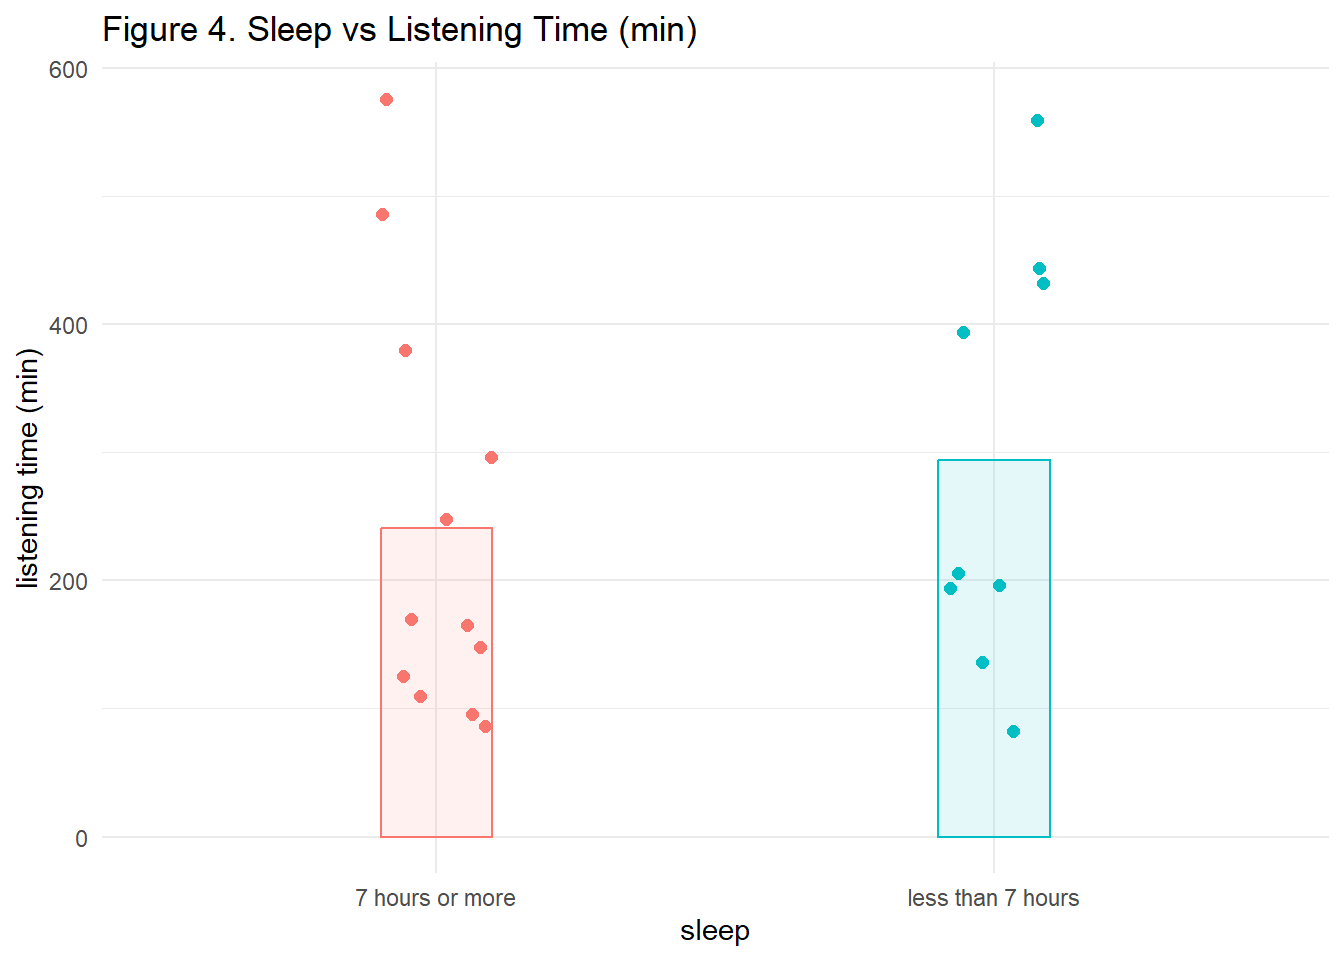 Figure 4. Sleep vs Listening Time (min)
600
400
200
0
listening time (min)
7 hours or more
less than 7 hours
sleep